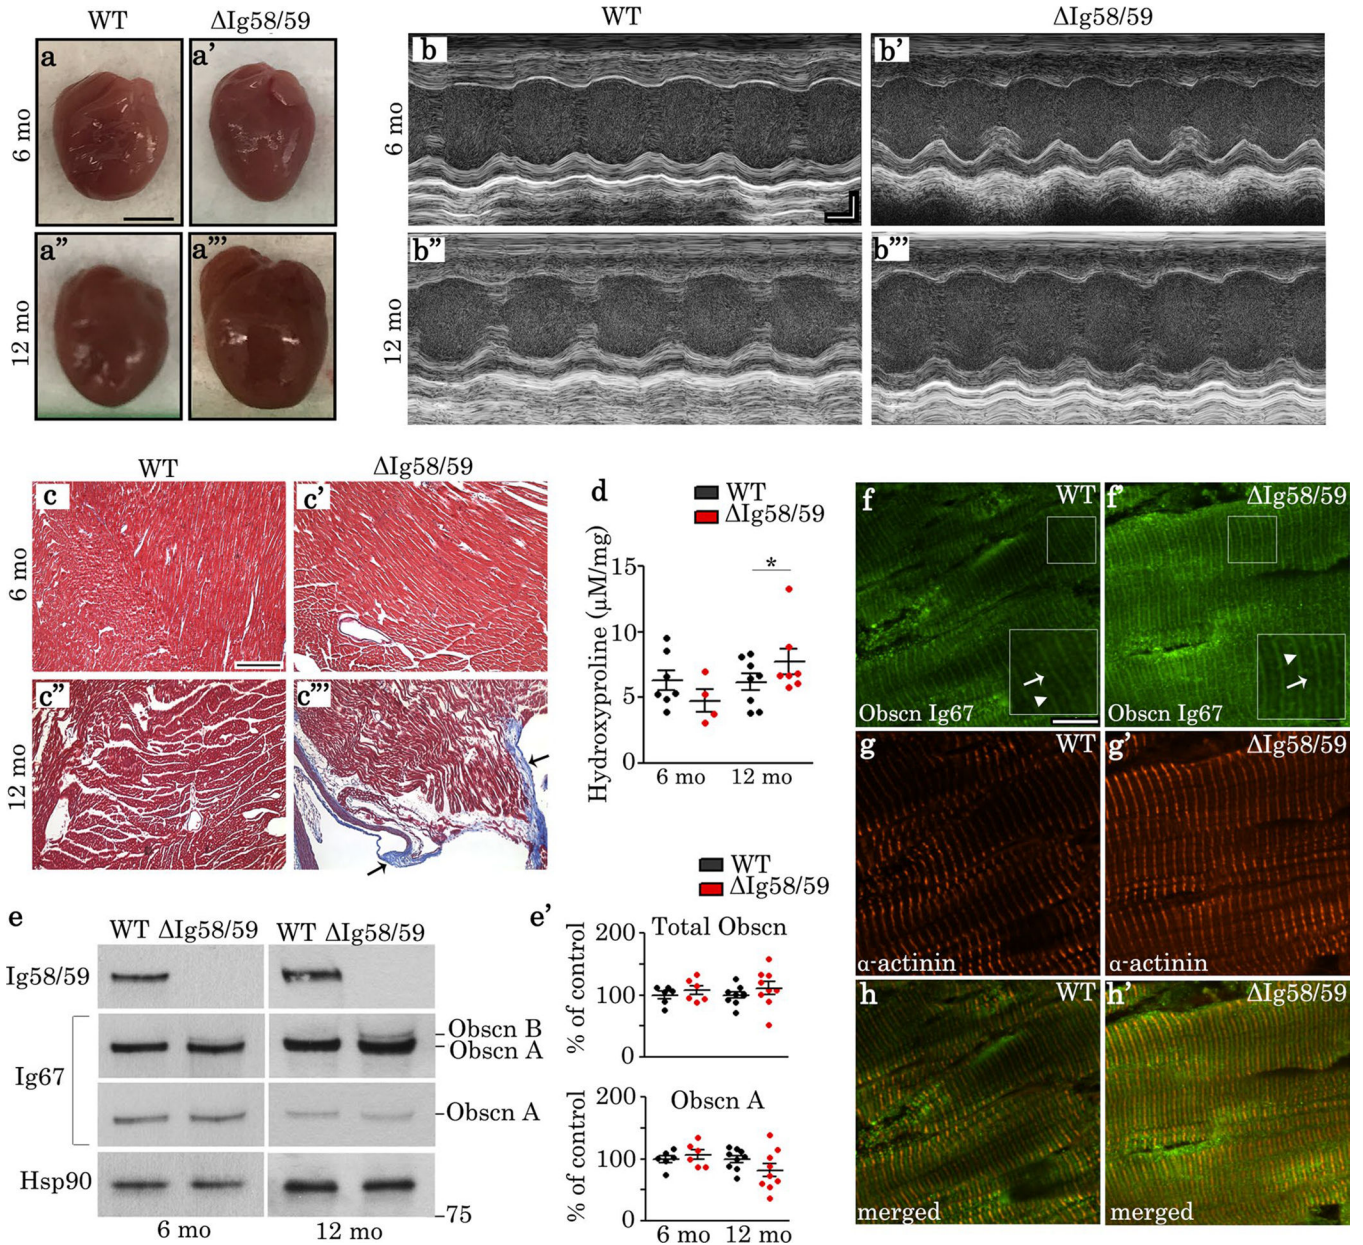 WT ΔIg58/59
WT ΔIg58/59
a a' b b'
6 mo
6 mo
a'' a''' b'' b'''
12 mo
12 mo
WT ΔIg58/59
c c'
6 mo
c'' c'''
12 mo
d
WT
ΔIg58/59
Hydroxyproline (μM/mg)
15
*
10
5
0
6 mo 12 mo
e
WT ΔIg58/59 WT ΔIg58/59
Ig58/59
Obscn B
Ig67
Obscn A
Obscn A
Hsp90
75
6 mo 12 mo
WT
ΔIg58/59
e'
Total Obscn
% of control
200
100
0
Obscn A
% of control
200
100
0
6 mo 12 mo
f WT f' ΔIg58/59
Obscn Ig67 Obscn Ig67
g WT g' ΔIg58/59
α-actinin α-actinin
h WT h' ΔIg58/59
merged merged